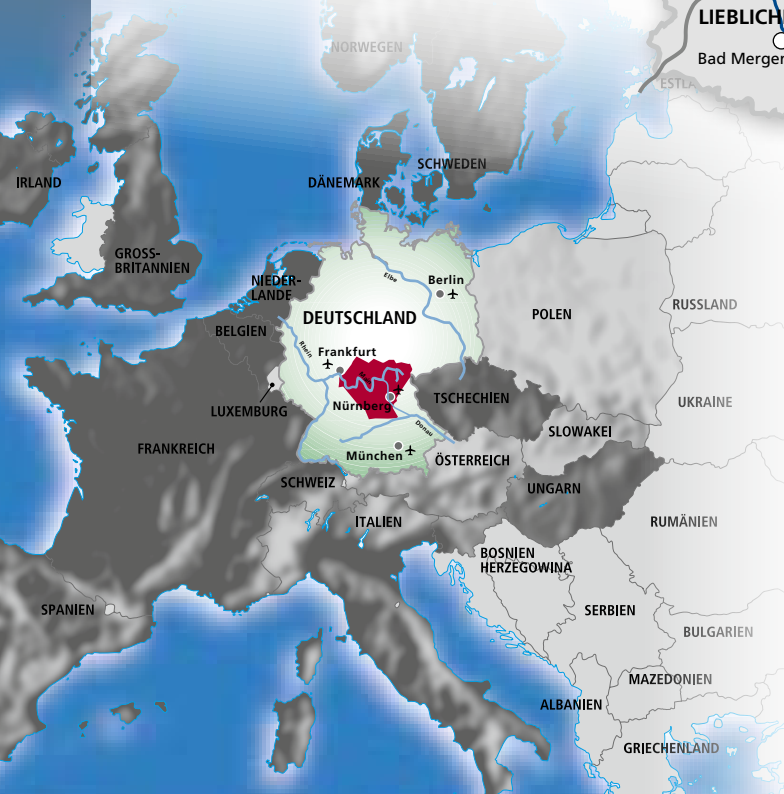 LIEBLICH
Bad Mergen
NORWEGEN
ESTLA
SCHWEDEN
IRLAND
DÄNEMARK
GROSS-
BRITANNIEN
NIEDER-
LANDE
Elbe
Berlin
DEUTSCHLAND
POLEN
RUSSLAND
BELGIEN
Rhein
Frankfurt
LUXEMBURG
Nürnberg
TSCHECHIEN
UKRAINE
Donau
SLOWAKEI
FRANKREICH
München
ÖSTERREICH
SCHWEIZ
UNGARN
ITALIEN
RUMÄNIEN
BOSNIEN
HERZEGOWINA
SPANIEN
SERBIEN
BULGARIEN
MAZEDONIEN
ALBANIEN
GRIECHENLAND